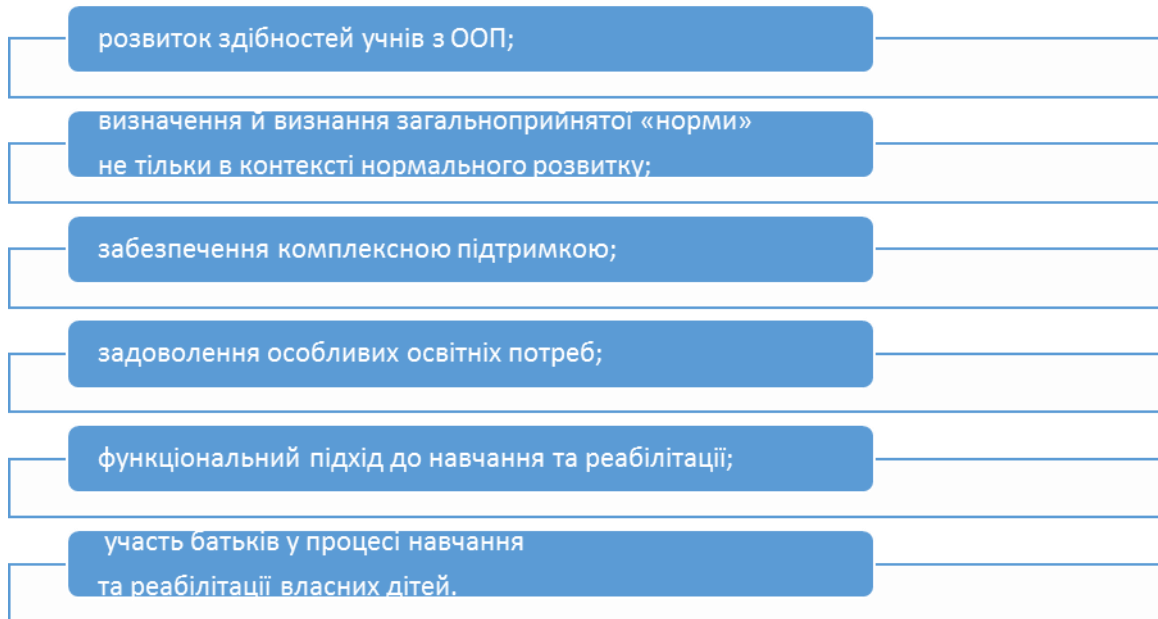 розвиток здібностей учнів з ООП;
визначення й визнання загальноприйнятої «норми»
не тільки в контексті нормального розвитку;
забезпечення комплексною підтримкою;
задоволення особливих освітніх потреб;
функціональний підхід до навчання та реабілітації;
участь батьків у процесі навчання
та реабілітації власних дітей.